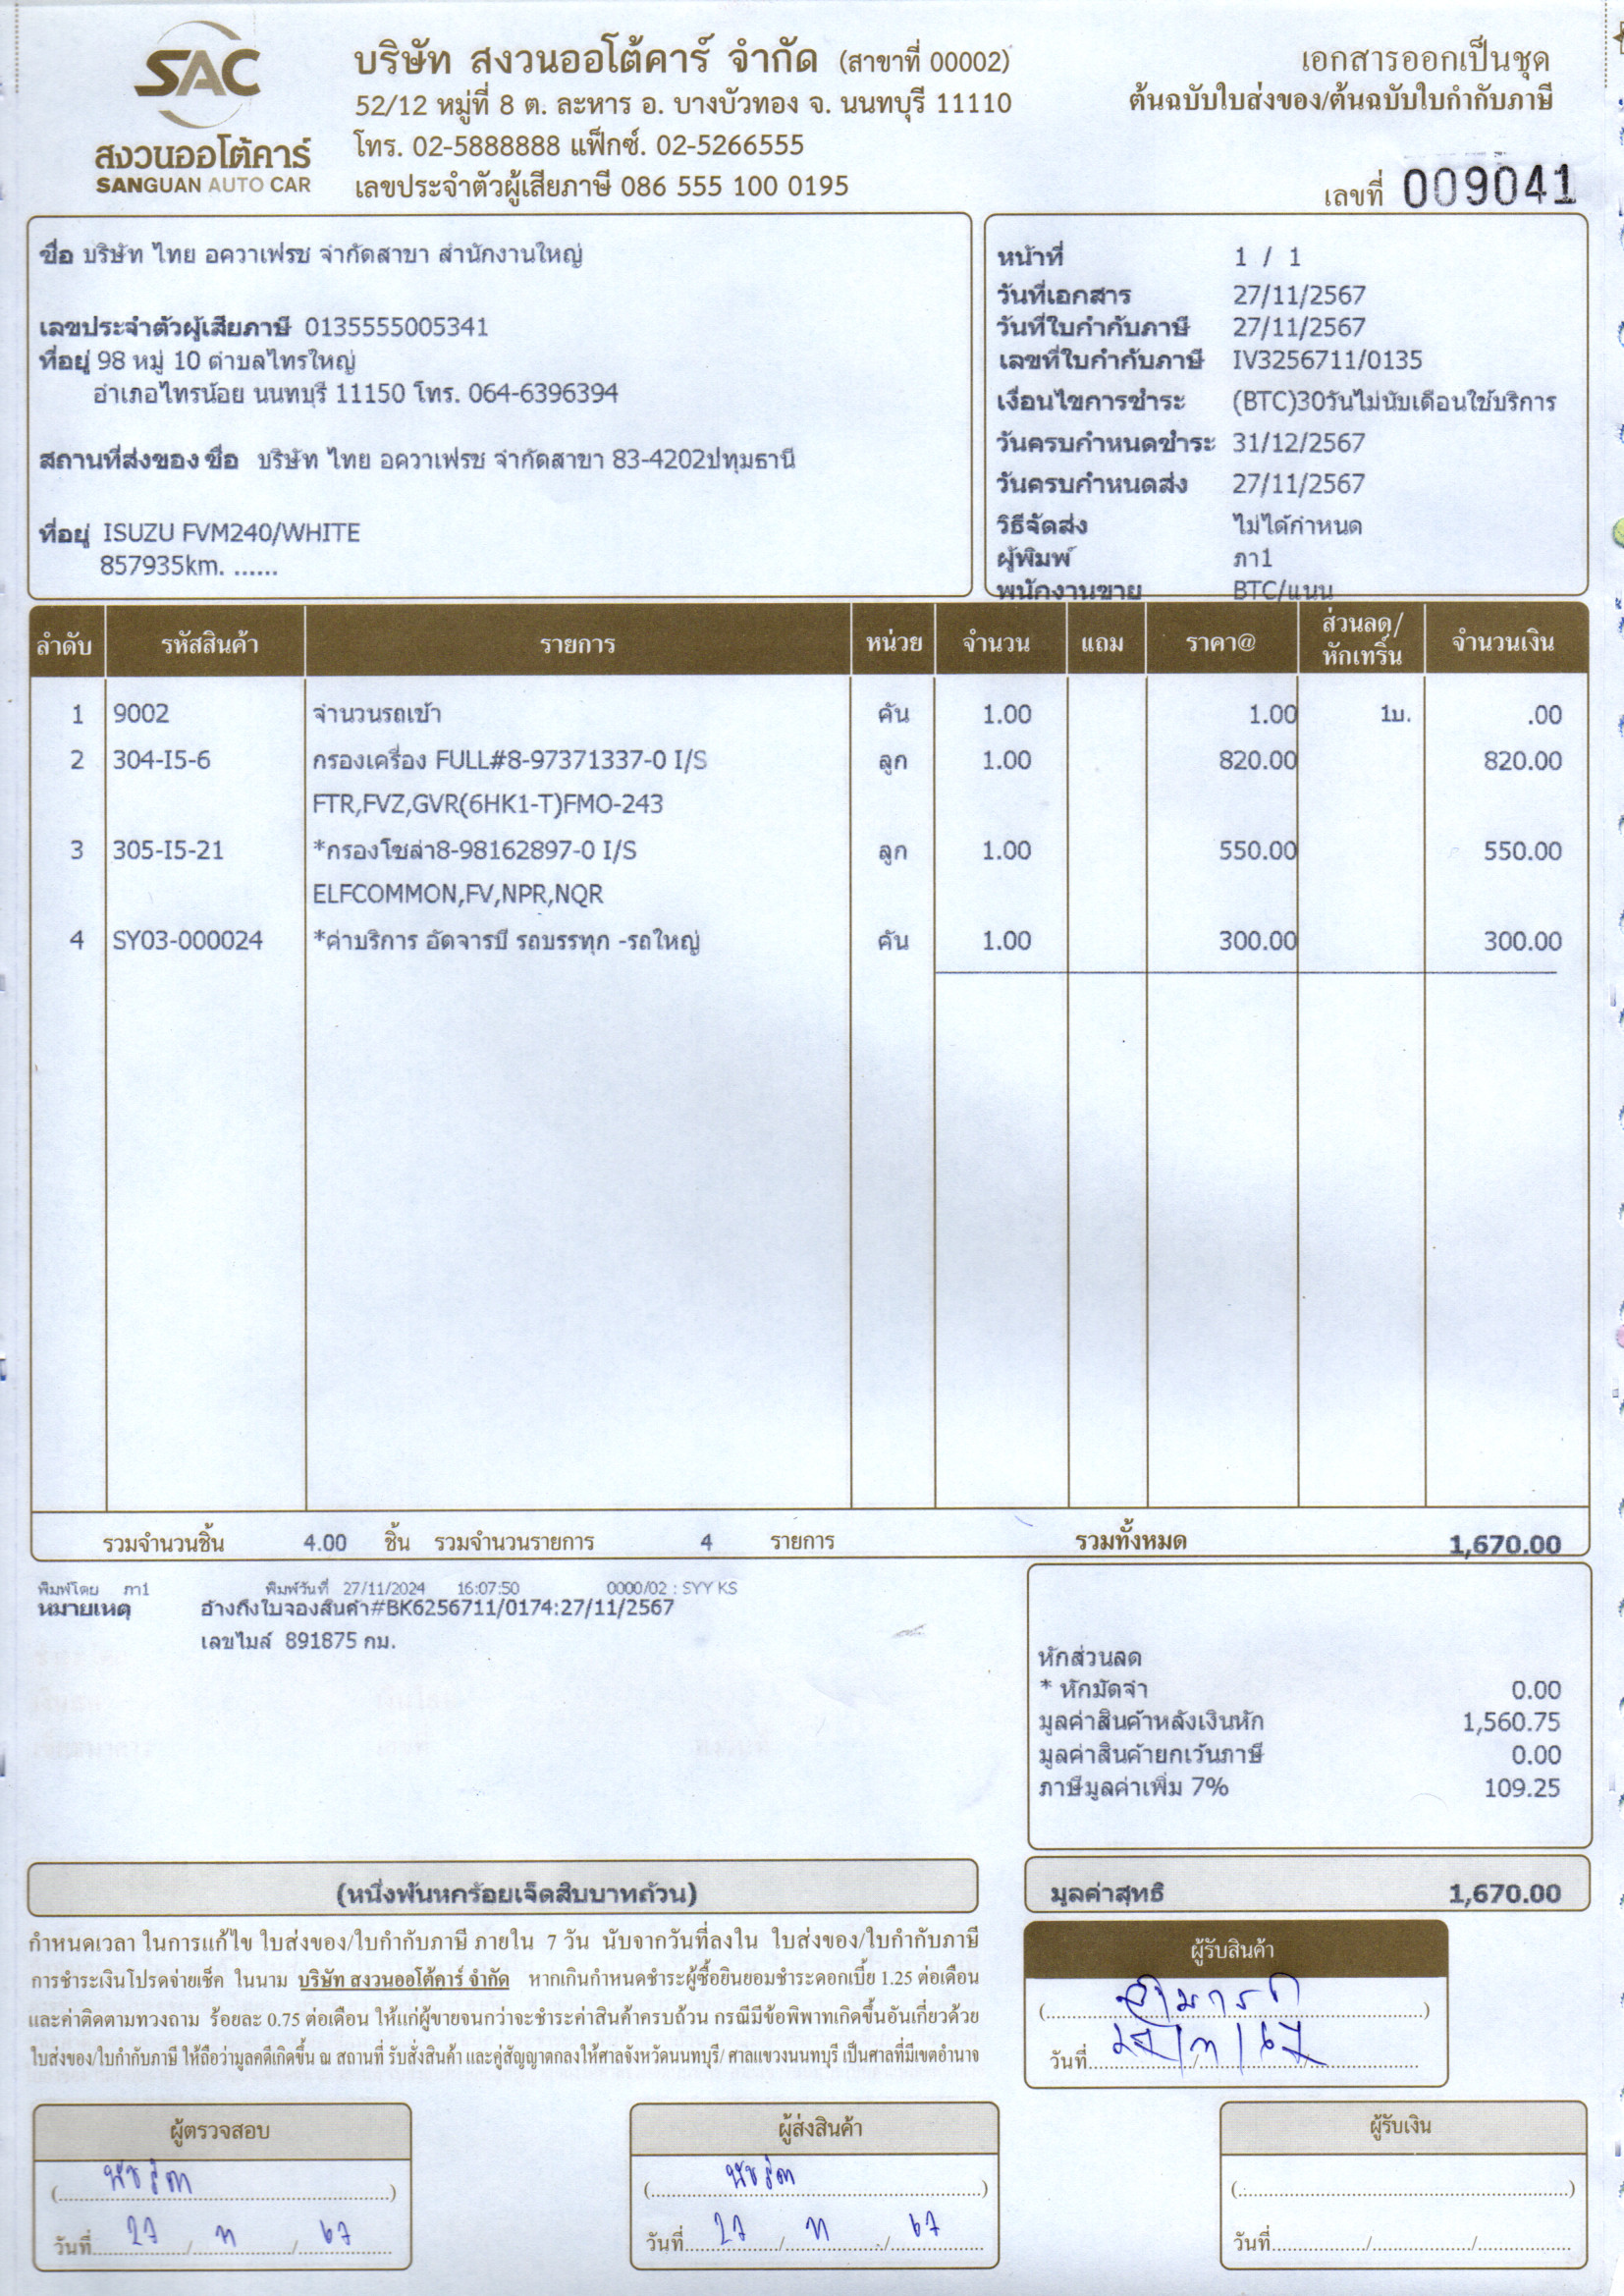 SAC
สงวนออโต้คาร์
SANGUAN AUTO CAR
บริษัท สงวนออโต้คาร์ จำกัด (สาขาที่ 00002)
52/12 หมู่ที่ 8 ต. ละหาร อ. บางบัวทอง จ. นนทบุรี 11110
โทร. 02-5888888 แฟ็กซ์. 02-5266555
เลขประจำตัวผู้เสียภาษี 086 555 100 0195
เอกสารออกเป็นชุด
ต้นฉบับใบส่งของ/ต้นฉบับใบกำกับภาษี
เลขที่ 009041
ชื่อ บริษัท ไทย อควาเฟรช จำกัดสาขา สำนักงานใหญ่
เลขประจำตัวผู้เสียภาษี 0135555005341
ที่อยู่ 98 หมู่ 10 ตำบลไทรใหญ่
อำเภอไทรน้อย นนทบุรี 11150 โทร. 064-6396394
สถานที่ส่งของ ชื่อ บริษัท ไทย อควาเฟรช จำกัดสาขา 83-4202ปทุมธานี
ที่อยู่ ISUZU FVM240/WHITE
857935km. ......
หน้าที่ 1 / 1
วันที่เอกสาร 27/11/2567
วันที่ใบกำกับภาษี 27/11/2567
เลขที่ใบกำกับภาษี IV3256711/0135
เงื่อนไขการชำระ (BTC)30วันไม่นับเดือนใช้บริการ
วันครบกำหนดชำระ 31/12/2567
วันครบกำหนดส่ง 27/11/2567
วิธีจัดส่ง ไม่ได้กำหนด
ผู้พิมพ์ ภา1
พนักงานขาย BTC/แนน
ลำดับ รหัสสินค้า รายการ หน่วย จำนวน แถม ราคา@ ส่วนลด/หักเทริ์น จำนวนเงิน
1 9002 จำนวนรถเข้า คัน 1.00 1.00 1บ. .00
2 304-I5-6 กรองเครื่อง FULL#8-97371337-0 I/S ลูก 1.00 820.00 820.00
FTR,FVZ,GVR(6HK1-T)FMO-243
3 305-I5-21 *กรองโซล่า8-98162897-0 I/S ลูก 1.00 550.00 550.00
ELFCOMMON,FV,NPR,NQR
4 SY03-000024 *ค่าบริการ อัดจารบี รถบรรทุก -รถใหญ่ คัน 1.00 300.00 300.00
รวมจำนวนชิ้น 4.00 ชิ้น รวมจำนวนรายการ 4 รายการ รวมทั้งหมด 1,670.00
พิมพ์โดย ภา1 พิมพ์วันที่ 27/11/2024 16:07:50 0000/02 : SYY KS
หมายเหตุ อ้างถึงใบจองสินค้า#BK6256711/0174:27/11/2567
เลขไมล์ 891875 กม.
หักส่วนลด
* หักมัดจำ 0.00
มูลค่าสินค้าหลังเงินหัก 1,560.75
มูลค่าสินค้ายกเว้นภาษี 0.00
ภาษีมูลค่าเพิ่ม 7% 109.25
(หนึ่งพันหกร้อยเจ็ดสิบบาทถ้วน)
มูลค่าสุทธิ 1,670.00
กำหนดเวลา ในการแก้ไข ใบส่งของ/ใบกำกับภาษี ภายใน 7 วัน นับจากวันที่ลงใน ใบส่งของ/ใบกำกับภาษี
การชำระเงินโปรดจ่ายเช็ค ในนาม บริษัท สงวนออโต้คาร์ จำกัด หากเกินกำหนดชำระผู้ซื้อยินยอมชำระดอกเบี้ย 1.25 ต่อเดือน
และค่าติดตามทวงถาม ร้อยละ 0.75 ต่อเดือน ให้แก่ผู้ขายจนกว่าจะชำระค่าสินค้าครบถ้วน กรณีมีข้อพิพาทเกิดขึ้นอันเกี่ยวด้วย
ใบส่งของ/ใบกำกับภาษี ให้ถือว่ามูลคดีเกิดขึ้น ณ สถานที่ รับสั่งสินค้า และคู่สัญญาตกลงให้ศาลจังหวัดนนทบุรี/ ศาลแขวงนนทบุรี เป็นศาลที่มีเขตอำนาจ
ผู้รับสินค้า
วันที่
ผู้ตรวจสอบ
พัชริดา
วันที่ 27 / 11 / 67
ผู้ส่งสินค้า
พัชริดา
วันที่ 27 / 11 / 67
ผู้รับเงิน
วันที่